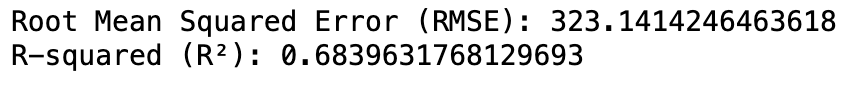 Root Mean Squared Error (RMSE): 323.1414246463618
R-squared (R²): 0.6839631768129693